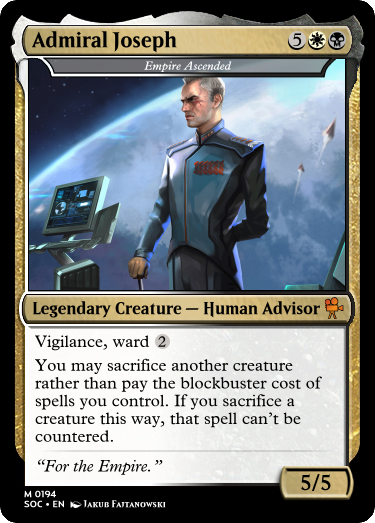 Admiral Joseph 5
Empire Ascended
Legendary Creature — Human Advisor
Vigilance, ward 2
You may sacrifice another creature
rather than pay the blockbuster cost of
spells you control. If you sacrifice a
creature this way, that spell can't be
countered.
“For the Empire.”
5/5
M 0194
SOC • EN Jakub Fajtanowski